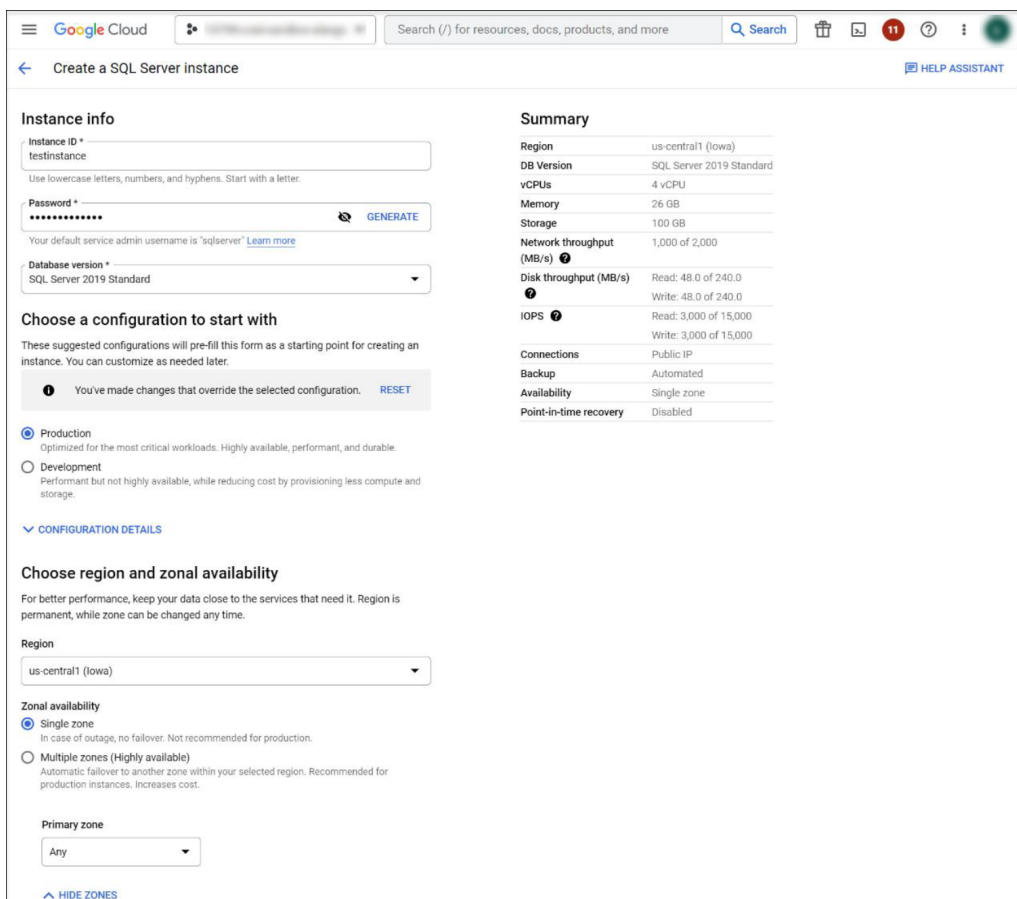 Google Cloud
Search (/) for resources, docs, products, and more
Search
11
Create a SQL Server instance
HELP ASSISTANT
Instance info
Instance ID *
testinstance
Use lowercase letters, numbers, and hyphens. Start with a letter.
Password *
•••••••••••••
GENERATE
Your default service admin username is "sqlserver" Learn more
Database version *
SQL Server 2019 Standard
Choose a configuration to start with
These suggested configurations will pre-fill this form as a starting point for creating an
instance. You can customize as needed later.
You've made changes that override the selected configuration. RESET
Production
Optimized for the most critical workloads. Highly available, performant, and durable.
Development
Performant but not highly available, while reducing cost by provisioning less compute and
storage.
CONFIGURATION DETAILS
Choose region and zonal availability
For better performance, keep your data close to the services that need it. Region is
permanent, while zone can be changed any time.
Region
us-central1 (Iowa)
Zonal availability
Single zone
In case of outage, no failover. Not recommended for production.
Multiple zones (Highly available)
Automatic failover to another zone within your selected region. Recommended for
production instances. Increases cost.
Primary zone
Any
HIDE ZONES
Summary
Region us-central1 (Iowa)
DB Version SQL Server 2019 Standard
vCPUs 4 vCPU
Memory 26 GB
Storage 100 GB
Network throughput 1,000 of 2,000
(MB/s)
Disk throughput (MB/s) Read: 48.0 of 240.0
Write: 48.0 of 240.0
IOPS Read: 3,000 of 15,000
Write: 3,000 of 15,000
Connections Public IP
Backup Automated
Availability Single zone
Point-in-time recovery Disabled